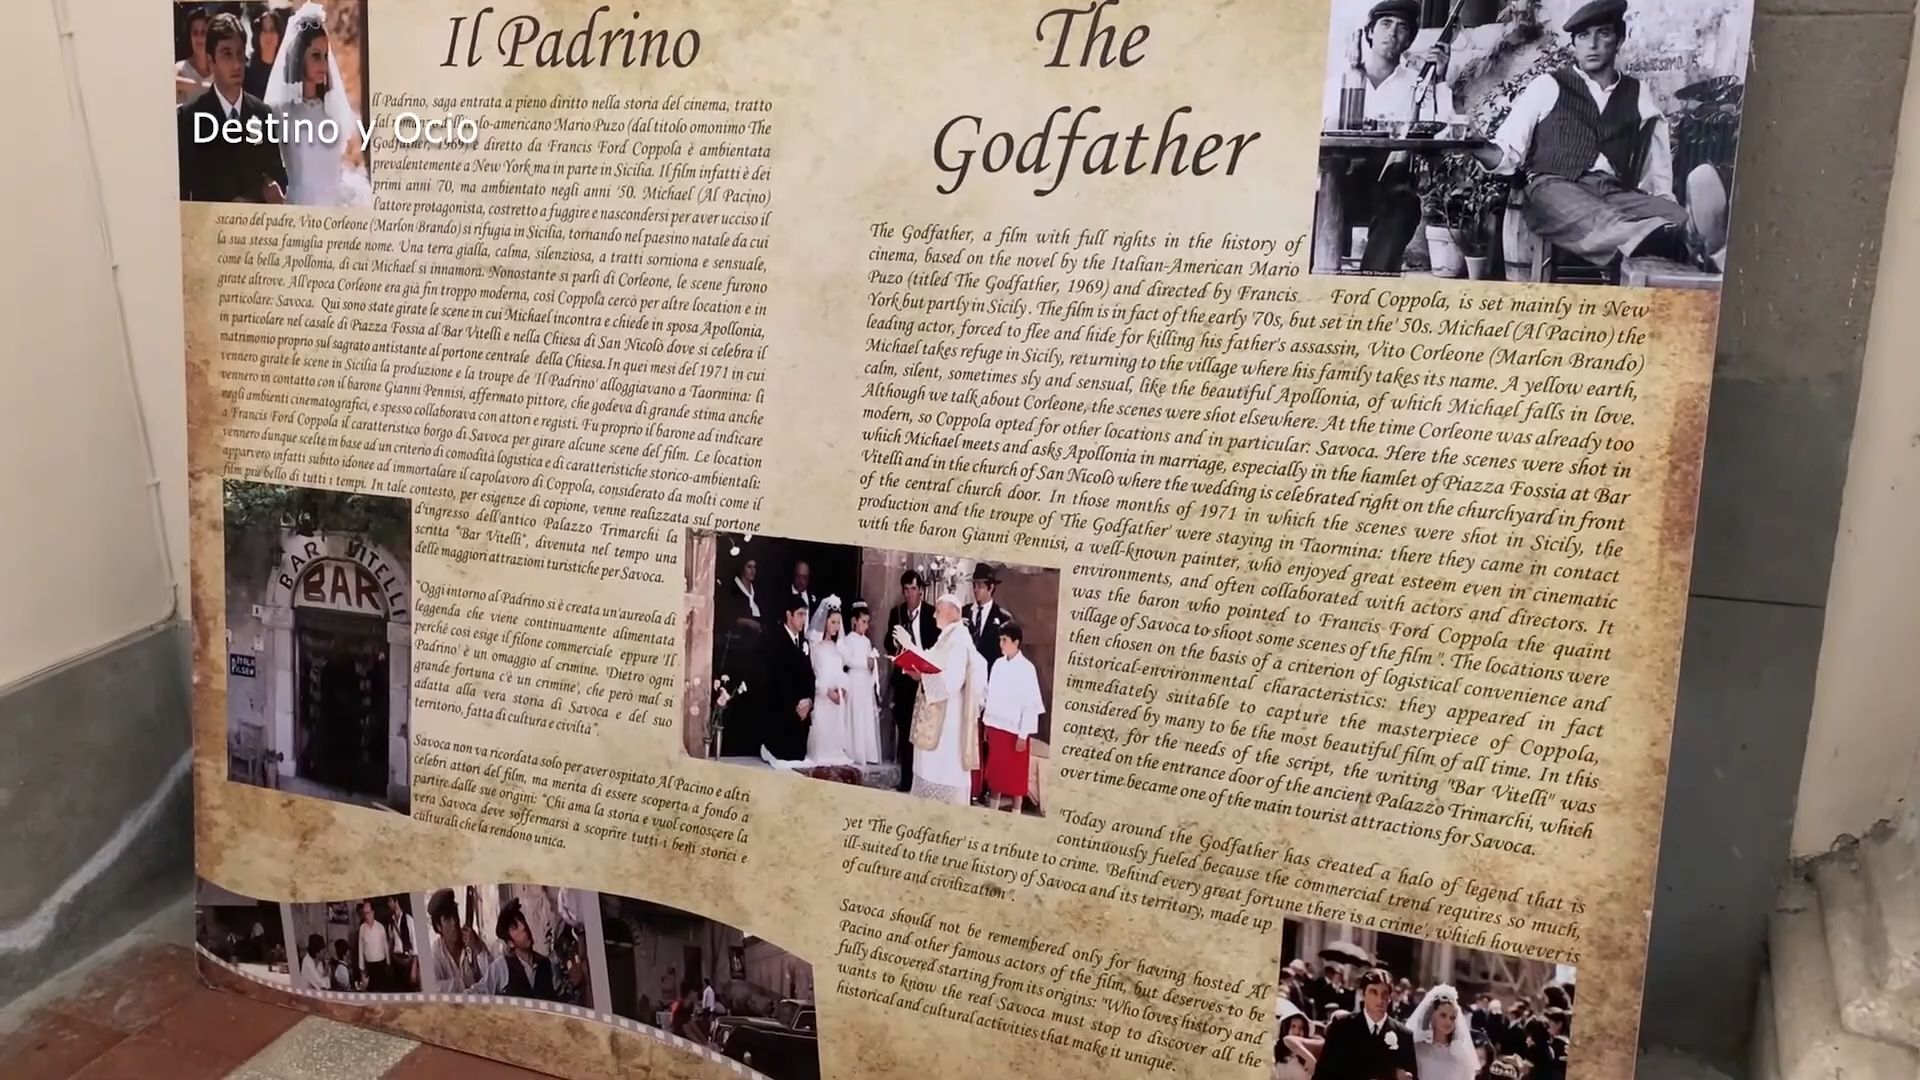 Destino y Ocio
Il Padrino
Il Padrino, saga entrata a pieno diritto nella storia del cinema, tratto
dal italo-americano Mario Puzo (dal titolo omonimo The
Godfather, 1969) e diretto da Francis Ford Coppola è ambientata
prevalentemente a New York ma in parte in Sicilia. Il film infatti è dei
primi anni '70, ma ambientato negli anni '50. Michael (Al Pacino)
l'attore protagonista, costretto a fuggire e nascondersi per aver ucciso il
sicario del padre, Vito Corleone (Marlon Brando) si rifugia in Sicilia, tornando nel paesino natale da cui
la sua stessa famiglia prende nome. Una terra gialla, calma, silenziosa, a tratti sorniona e sensuale,
come la bella Apollonia, di cui Michael si innamora. Nonostante si parli di Corleone, le scene furono
girate altrove. All'epoca Corleone era già fin troppo moderna, così Coppola cercò per altre location e in
particolare: Savoca. Qui sono state girate le scene in cui Michael incontra e chiede in sposa Apollonia,
in particolare nel casale di Piazza Fossia al Bar Vitelli e nella Chiesa di San Nicolò dove si celebra il
matrimonio proprio sul sagrato antistante al portone centrale della Chiesa. In quei mesi del 1971 in cui
vennero girate le scene in Sicilia la produzione e la troupe de 'Il Padrino' alloggiavano a Taormina: lì
vennero in contatto con il barone Gianni Pennisi, affermato pittore, che godeva di grande stima anche
negli ambienti cinematografici, e spesso collaborava con attori e registi. Fu proprio il barone ad indicare
a Francis Ford Coppola il caratteristico borgo di Savoca per girare alcune scene del film. Le location
vennero dunque scelte in base ad un criterio di comodità logistica e di caratteristiche storico-ambientali:
apparvero infatti subito idonee ad immortalare il capolavoro di Coppola, considerato da molti come il
film più bello di tutti i tempi. In tale contesto, per esigenze di copione, venne realizzata sul portone
d'ingresso dell'antico Palazzo Trimarchi la
scritta "Bar Vitelli", divenuta nel tempo una
delle maggiori attrazioni turistiche per Savoca.
"Oggi intorno al Padrino si è creata un'aureola di
leggenda che viene continuamente alimentata
perché così esige il filone commerciale eppure 'Il
Padrino' è un omaggio al crimine. 'Dietro ogni
grande fortuna c'è un crimine', che però mal si
adatta alla vera storia di Savoca e del suo
territorio, fatta di cultura e civiltà".
Savoca non va ricordata solo per aver ospitato Al Pacino e altri
celebri attori del film, ma merita di essere scoperta a fondo a
partire dalle sue origini: "Chi ama la storia e vuol conoscere la
vera Savoca deve soffermarsi a scoprire tutti i beni storici e
culturali che la rendono unica.
BAR VITELLI
BAR
The
Godfather
The Godfather, a film with full rights in the history of
cinema, based on the novel by the Italian-American Mario
Puzo (titled The Godfather, 1969) and directed by Francis Ford Coppola, is set mainly in New
York but partly in Sicily. The film is in fact of the early '70s, but set in the '50s. Michael (Al Pacino) the
leading actor, forced to flee and hide for killing his father's assassin, Vito Corleone (Marlon Brando)
Michael takes refuge in Sicily, returning to the village where his family takes its name. A yellow earth,
calm, silent, sometimes sly and sensual, like the beautiful Apollonia, of which Michael falls in love.
Although we talk about Corleone, the scenes were shot elsewhere. At the time Corleone was already too
modern, so Coppola opted for other locations and in particular: Savoca. Here the scenes were shot in
which Michael meets and asks Apollonia in marriage, especially in the hamlet of Piazza Fossia at Bar
Vitelli and in the church of San Nicolò where the wedding is celebrated right on the churchyard in front
of the central church door. In those months of 1971 in which the scenes were shot in Sicily, the
production and the troupe of 'The Godfather' were staying in Taormina: there they came in contact
with the baron Gianni Pennisi, a well-known painter, who enjoyed great esteem even in cinematic
environments, and often collaborated with actors and directors. It
was the baron who pointed to Francis Ford Coppola the quaint
village of Savoca to shoot some scenes of the film". The locations were
then chosen on the basis of a criterion of logistical convenience and
historical-environmental characteristics: they appeared in fact
immediately suitable to capture the masterpiece of Coppola,
considered by many to be the most beautiful film of all time. In this
context, for the needs of the script, the writing "Bar Vitelli" was
created on the entrance door of the ancient Palazzo Trimarchi, which
over time became one of the main tourist attractions for Savoca.
"Today around the Godfather has created a halo of legend that is
continuously fueled because the commercial trend requires so much,
yet 'The Godfather' is a tribute to crime. 'Behind every great fortune there is a crime', which however is
ill-suited to the true history of Savoca and its territory, made up
of culture and civilization".
Savoca should not be remembered only for having hosted Al
Pacino and other famous actors of the film, but deserves to be
fully discovered starting from its origins: "Who loves history and
wants to know the real Savoca must stop to discover all the
historical and cultural activities that make it unique.